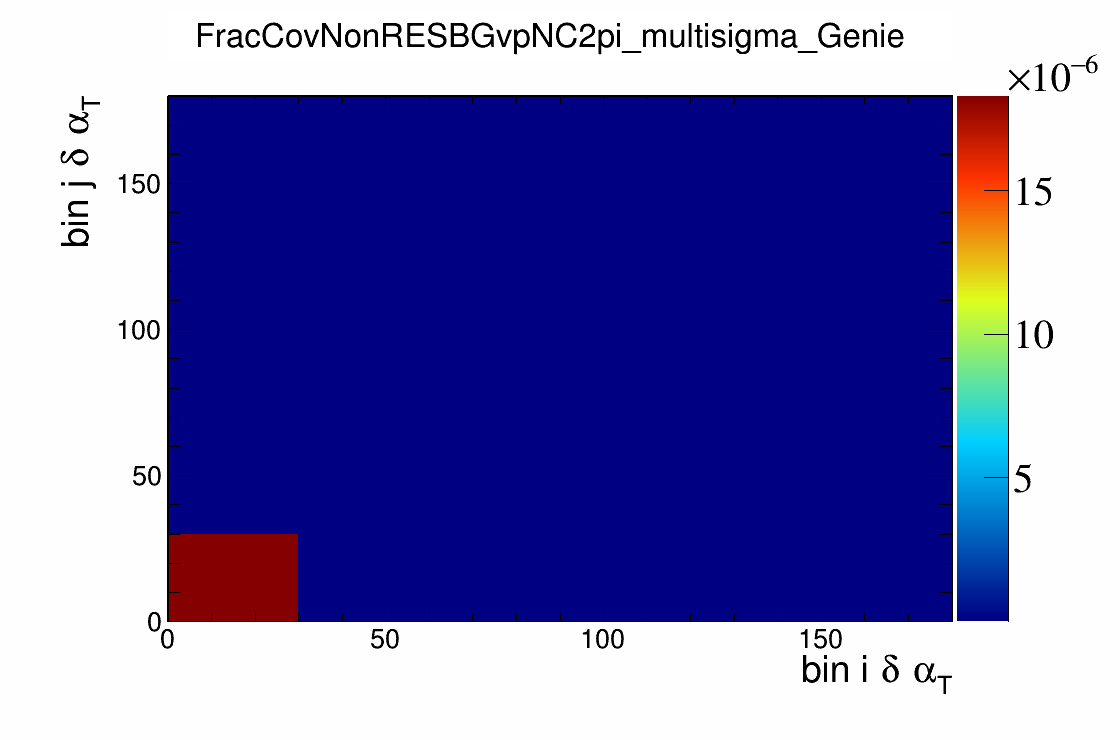 FracCovNonRESBGvpNC2pi_multisigma_Genie
×10⁻⁶
bin j δ α_T
150
100
50
0
0 50 100 150
bin i δ α_T
15
10
5